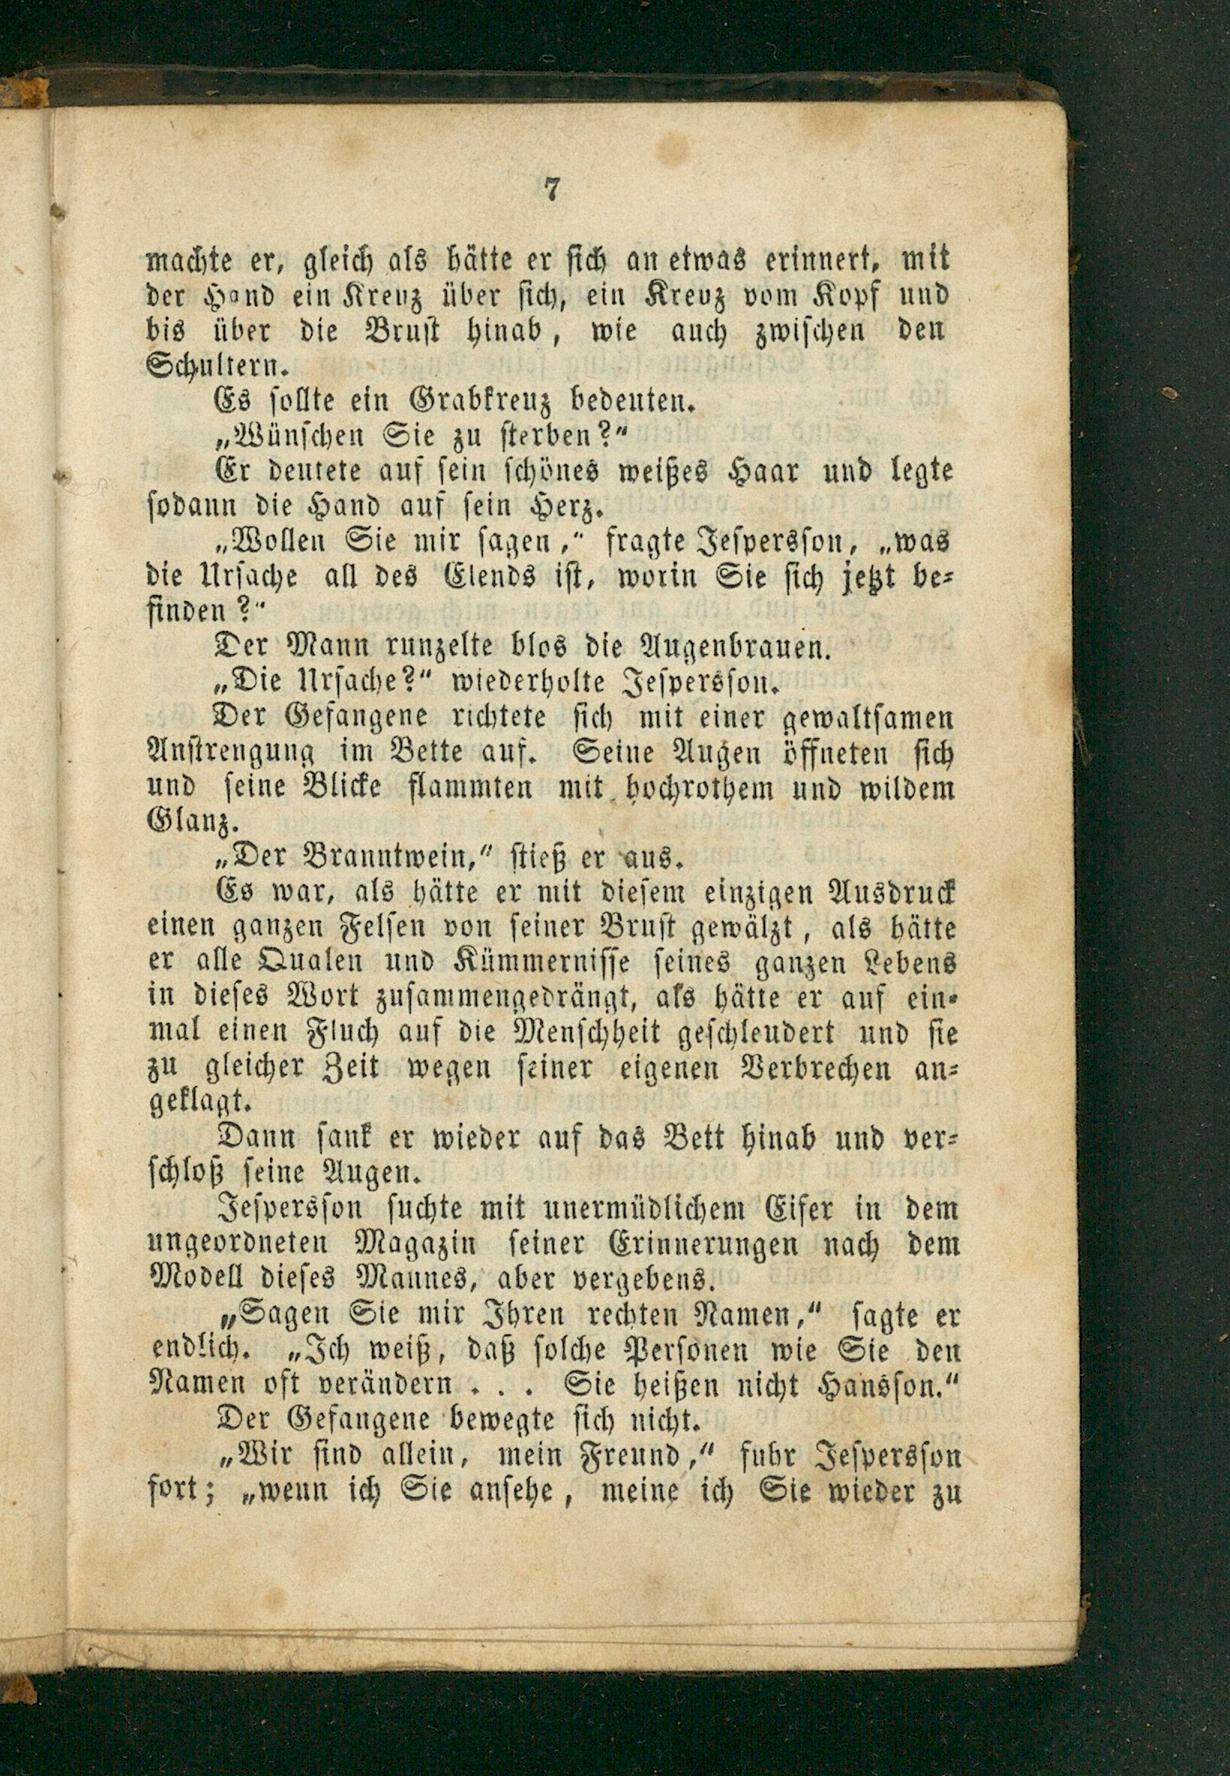 7
machte er, gleich als hätte er sich an etwas erinnert, mit
der Hand ein Kreuz über sich, ein Kreuz vom Kopf und
bis über die Brust hinab, wie auch zwischen den
Schultern.
Es sollte ein Grabkreuz bedeuten.
„Wünschen Sie zu sterben?“
Er deutete auf sein schönes weißes Haar und legte
sodann die Hand auf sein Herz.
„Wollen Sie mir sagen,“ fragte Jespersson, „was
die Ursache all des Elends ist, worin Sie sich jetzt be-
finden?“
Der Mann runzelte blos die Augenbrauen.
„Die Ursache?“ wiederholte Jespersson.
Der Gefangene richtete sich mit einer gewaltsamen
Anstrengung im Bette auf. Seine Augen öffneten sich
und seine Blicke flammten mit hochrothem und wildem
Glanz.
„Der Branntwein,“ stieß er aus.
Es war, als hätte er mit diesem einzigen Ausdruck
einen ganzen Felsen von seiner Brust gewälzt, als hätte
er alle Qualen und Kümmernisse seines ganzen Lebens
in dieses Wort zusammengedrängt, als hätte er auf ein-
mal einen Fluch auf die Menschheit geschleudert und sie
zu gleicher Zeit wegen seiner eigenen Verbrechen an-
geklagt.
Dann sank er wieder auf das Bett hinab und ver-
schloß seine Augen.
Jespersson suchte mit unermüdlichem Eifer in dem
ungeordneten Magazin seiner Erinnerungen nach dem
Modell dieses Mannes, aber vergebens.
„Sagen Sie mir Ihren rechten Namen,“ sagte er
endlich. „Ich weiß, daß solche Personen wie Sie den
Namen oft verändern . . . Sie heißen nicht Hansson.“
Der Gefangene bewegte sich nicht.
„Wir sind allein, mein Freund,“ fuhr Jespersson
fort; „wenn ich Sie ansehe, meine ich Sie wieder zu